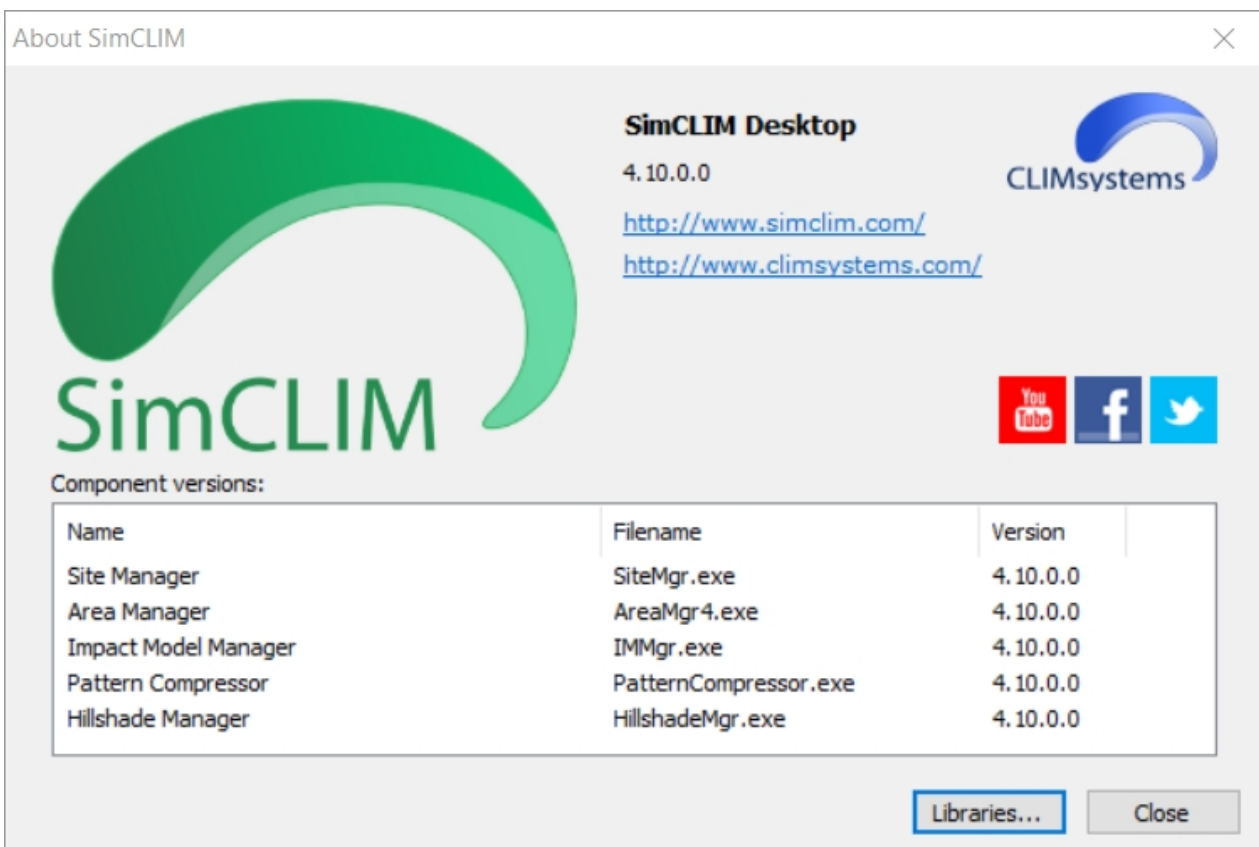 About SimCLIM
SimCLIM Desktop
4.10.0.0
http://www.simclim.com/
http://www.climsystems.com/
CLIMsystems
SimCLIM
You
Tube
f
Component versions:
Name Filename Version
Site Manager SiteMgr.exe 4.10.0.0
Area Manager AreaMgr4.exe 4.10.0.0
Impact Model Manager IMMgr.exe 4.10.0.0
Pattern Compressor PatternCompressor.exe 4.10.0.0
Hillshade Manager HillshadeMgr.exe 4.10.0.0
Libraries... Close